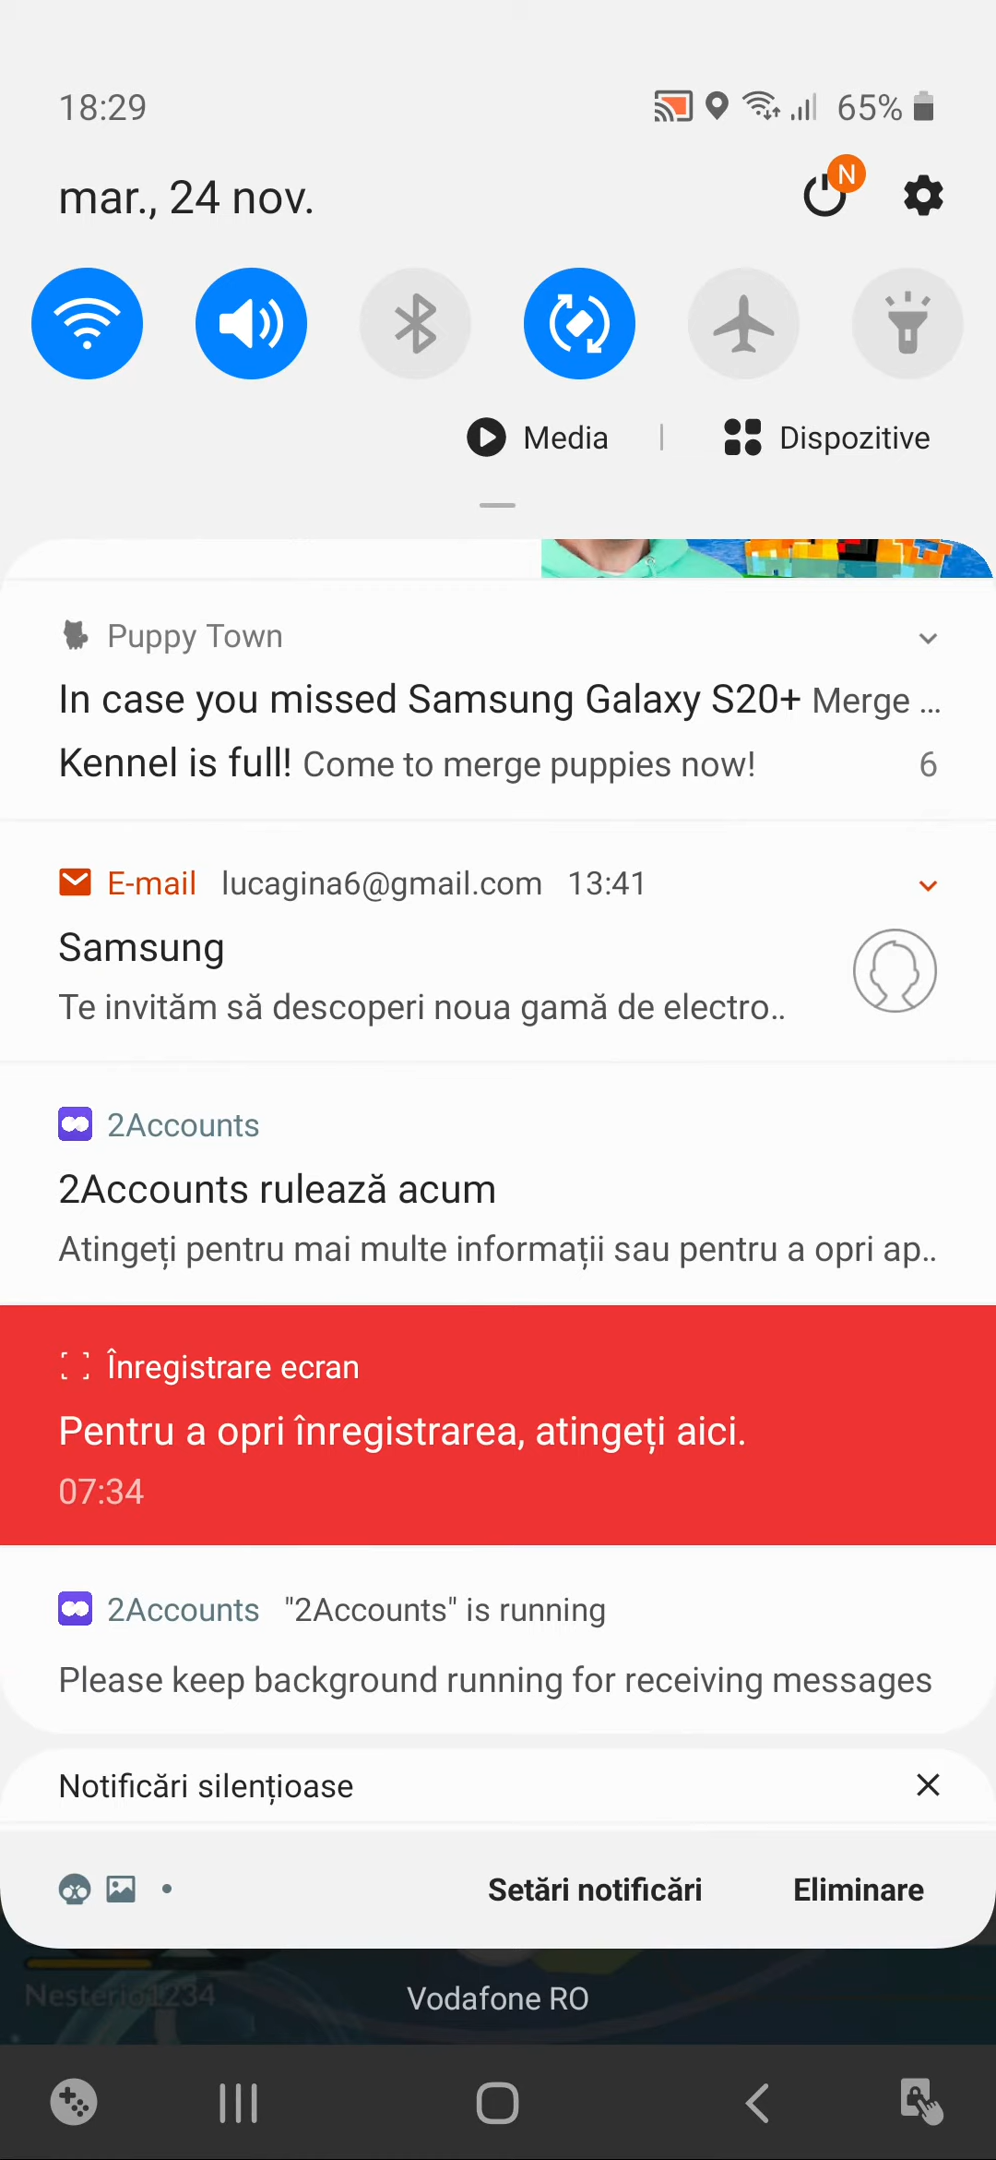 18:29
65%
mar., 24 nov.
N
Media | Dispozitive
Puppy Town
In case you missed Samsung Galaxy S20+ Merge ...
Kennel is full! Come to merge puppies now! 6
E-mail lucagina6@gmail.com 13:41
Samsung
Te invităm să descoperi noua gamă de electro..
2Accounts
2Accounts rulează acum
Atingeți pentru mai multe informații sau pentru a opri ap..
Înregistrare ecran
Pentru a opri înregistrarea, atingeți aici.
07:34
2Accounts "2Accounts" is running
Please keep background running for receiving messages
Notificări silențioase
Setări notificări Eliminare
Nesterio1234
Vodafone RO